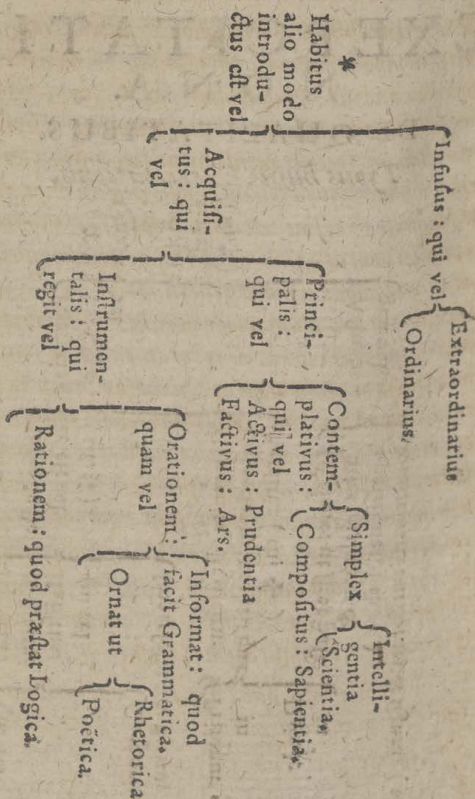 *
Habitus
alio modo
introdu-
ctus est vel
Infusus : qui vel
Extraordinarius
Ordinarius.
Acquisi-
tus : qui
vel
Princi-
palis :
qui vel
Contem-
plativus :
qui vel
Simplex
Intelli-
gentia
Scientia.
Compositus : Sapientia.
Activus : Prudentia
Factivus : Ars.
Instrumen-
talis : qui
regit vel
Orationem :
quam vel
Informat : quod
facit Grammatica.
Ornat ut
Rhetorica
Poëtica.
Rationem : quod præstat Logica.